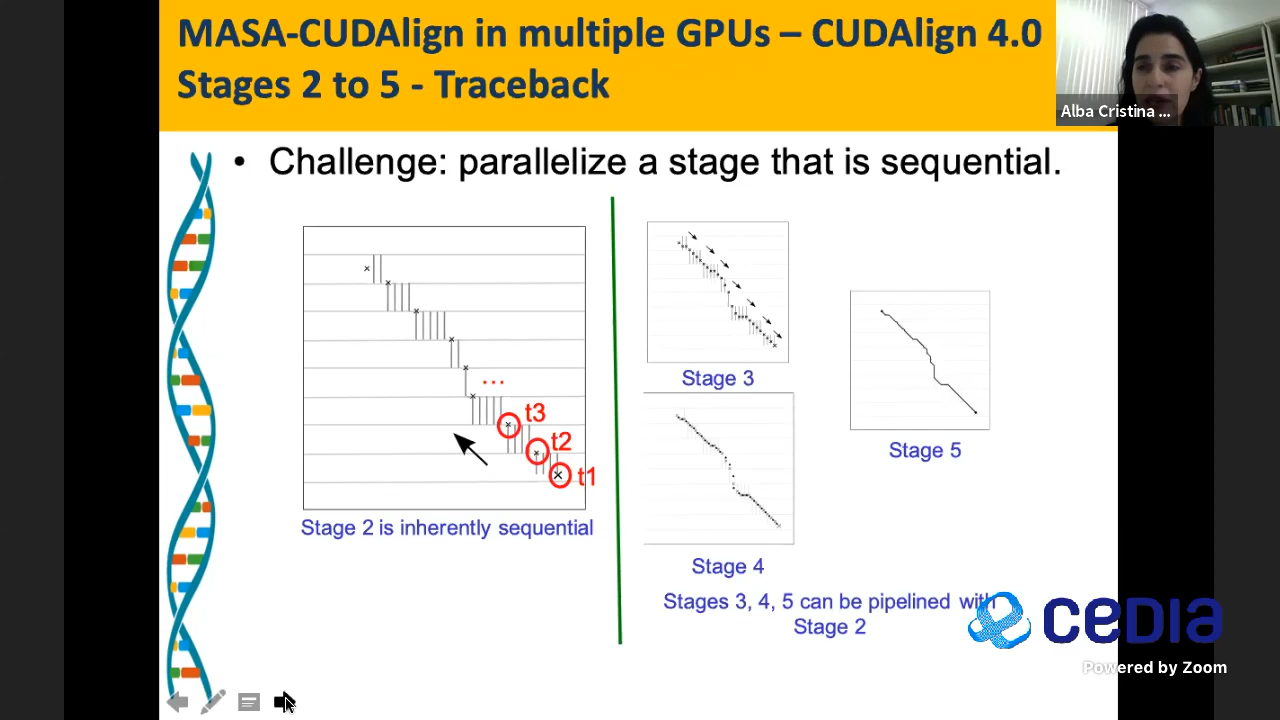 MASA-CUDAlign in multiple GPUs – CUDAlign 4.0
Stages 2 to 5 - Traceback
Alba Cristina ...
• Challenge: parallelize a stage that is sequential.
...
t3
t2
t1
Stage 2 is inherently sequential
Stage 3
Stage 4
Stage 5
Stages 3, 4, 5 can be pipelined with
Stage 2
cedia
Powered by Zoom